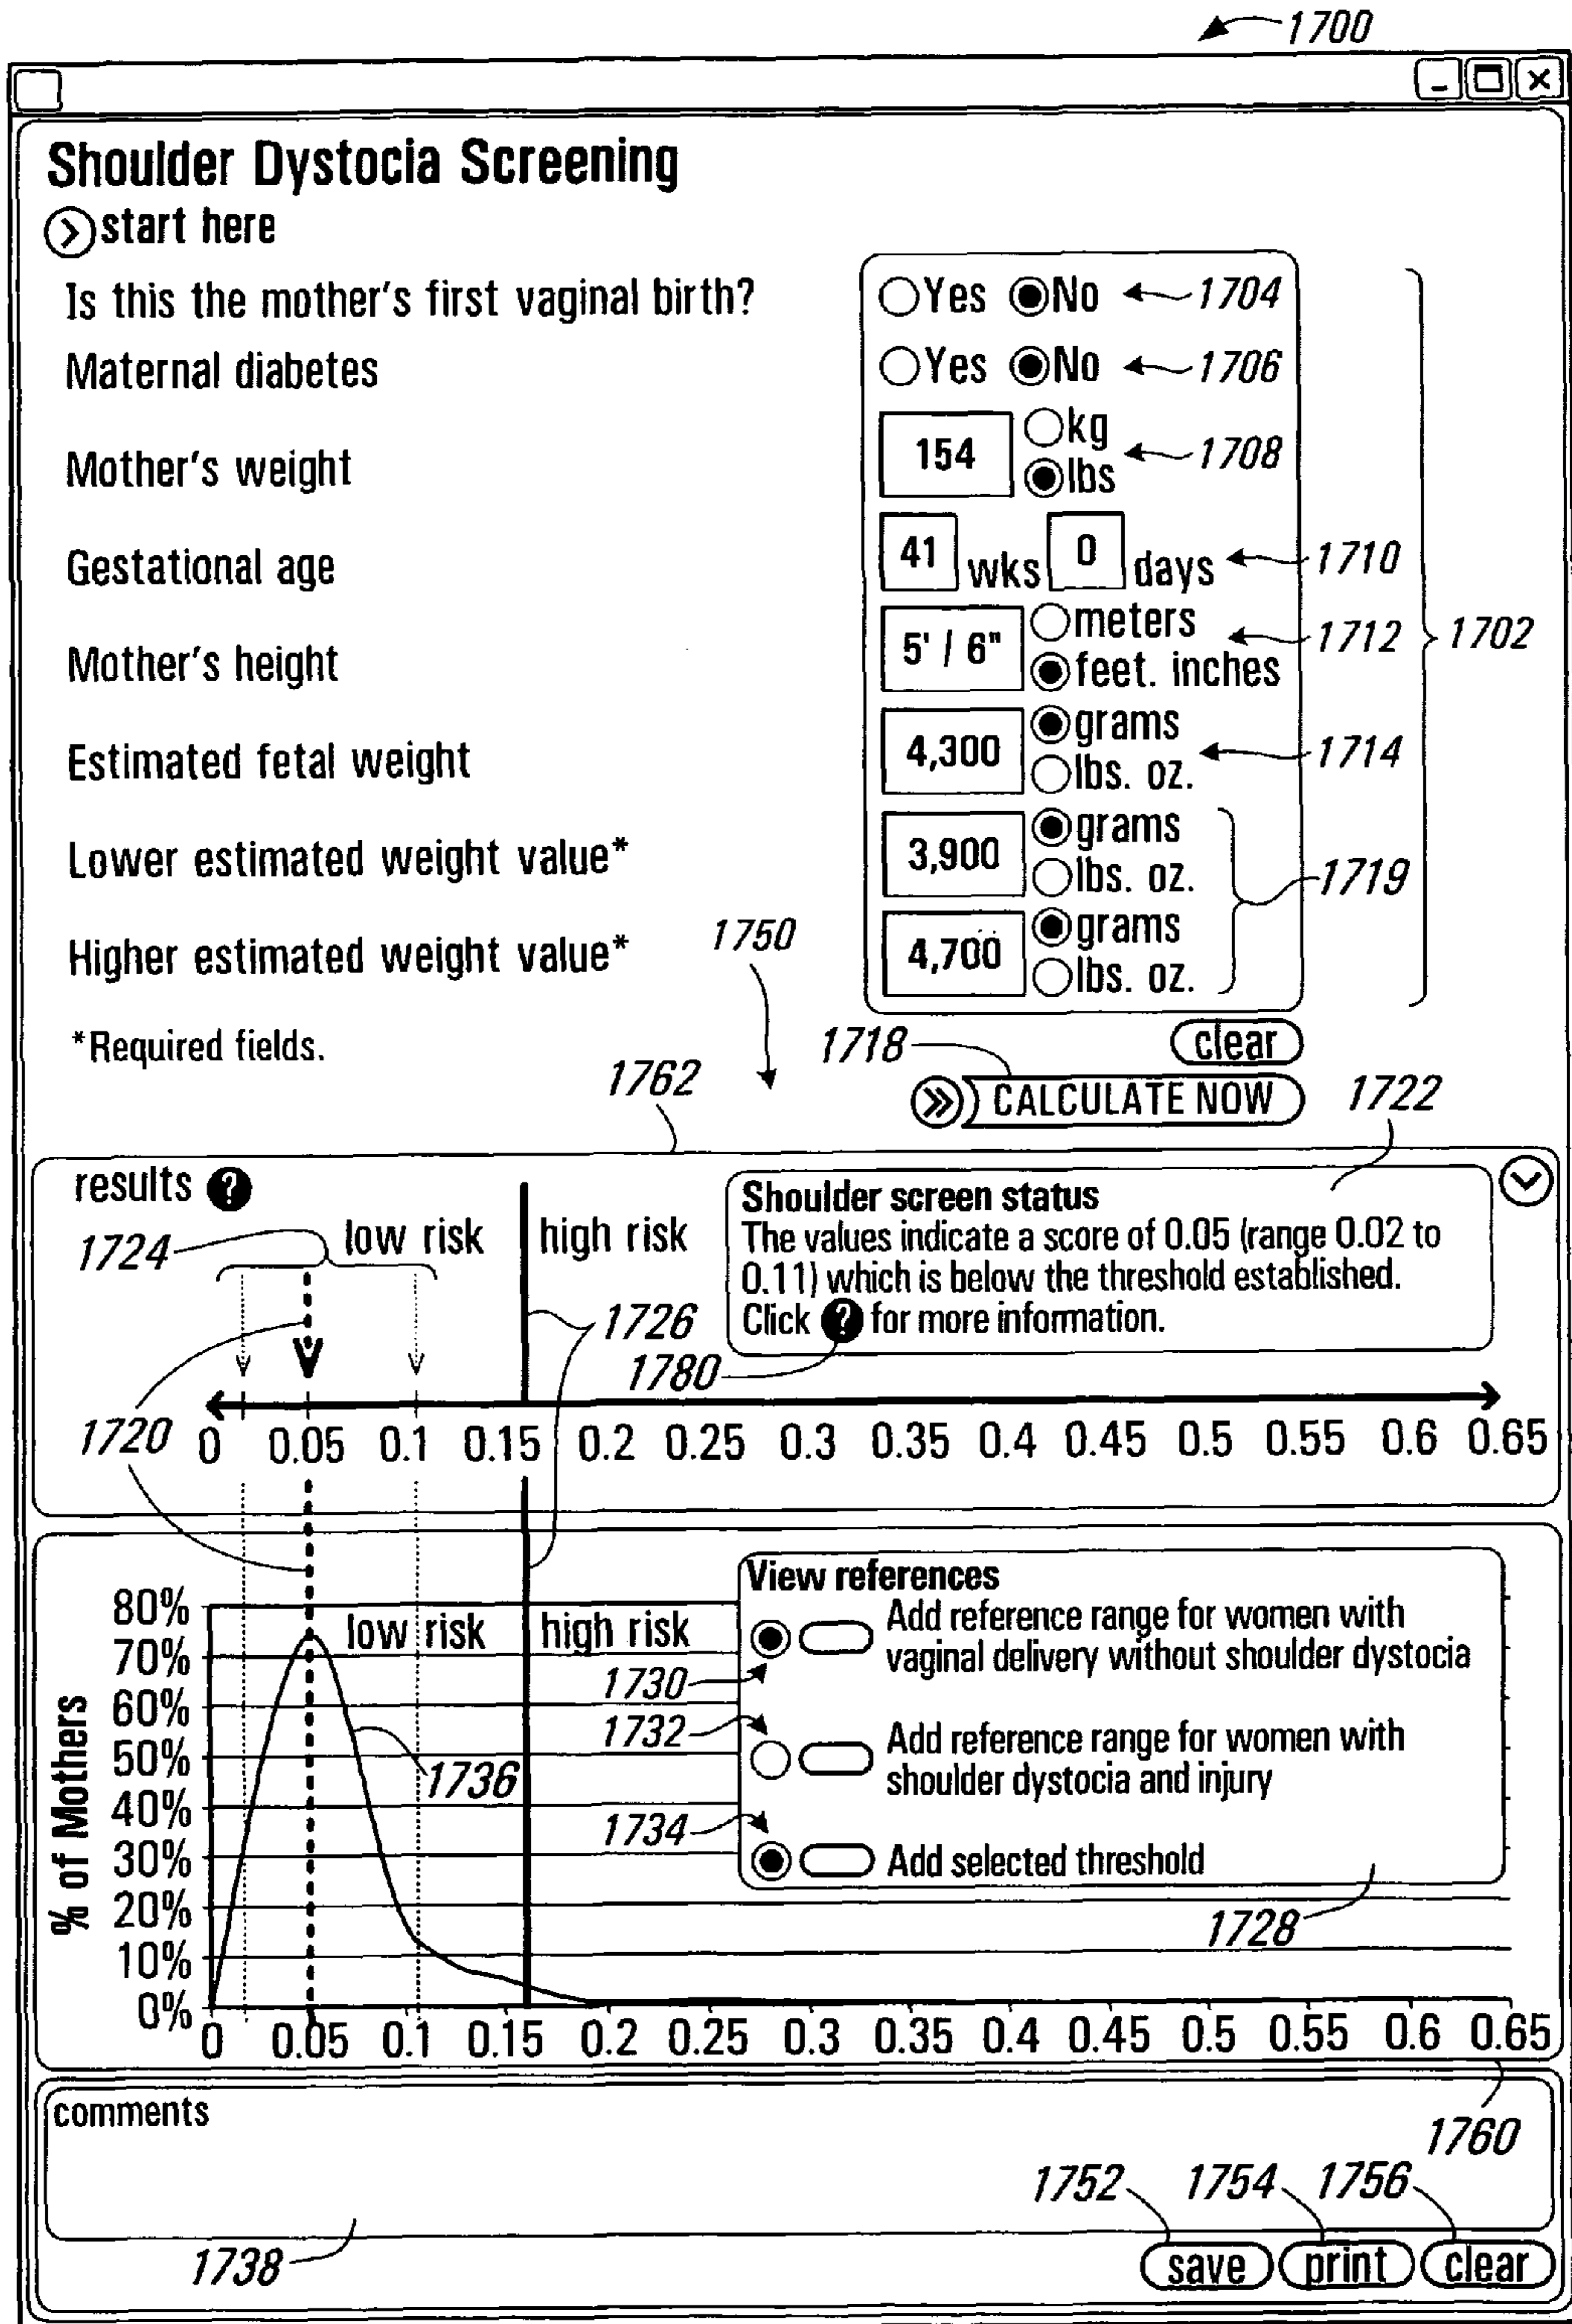 1700
Shoulder Dystocia Screening
start here
Is this the mother's first vaginal birth? Yes No 1704
Maternal diabetes Yes No 1706
Mother's weight 154 kg lbs 1708
Gestational age 41 wks 0 days 1710
Mother's height 5' / 6" meters feet. inches 1712 1702
Estimated fetal weight 4,300 grams lbs. oz. 1714
Lower estimated weight value* 3,900 grams lbs. oz. 1719
Higher estimated weight value* 1750 4,700 grams lbs. oz.
*Required fields. 1718 clear
1762 CALCULATE NOW 1722
results ?
1724 low risk high risk
Shoulder screen status
The values indicate a score of 0.05 (range 0.02 to
0.11) which is below the threshold established.
Click ? for more information.
1726
1780
1720 0 0.05 0.1 0.15 0.2 0.25 0.3 0.35 0.4 0.45 0.5 0.55 0.6 0.65
% of Mothers
80%
70%
60%
50%
40%
30%
20%
10%
0%
low risk high risk
1736
View references
Add reference range for women with
vaginal delivery without shoulder dystocia
1730
1732
Add reference range for women with
shoulder dystocia and injury
1734
Add selected threshold
1728
0 0.05 0.1 0.15 0.2 0.25 0.3 0.35 0.4 0.45 0.5 0.55 0.6 0.65
comments
1760
1752 1754 1756
1738
save print clear